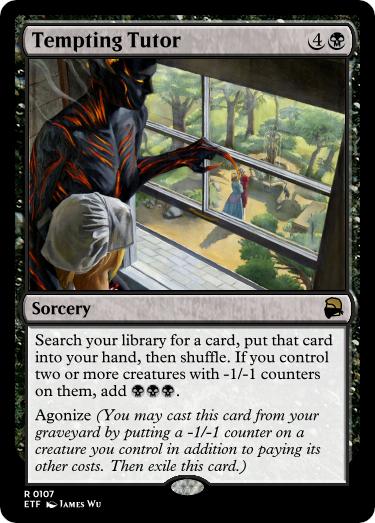 Tempting Tutor 4
Sorcery
Search your library for a card, put that card
into your hand, then shuffle. If you control
two or more creatures with -1/-1 counters
on them, add .
Agonize (You may cast this card from your
graveyard by putting a -1/-1 counter on a
creature you control in addition to paying its
other costs. Then exile this card.)
R 0107
ETF James Wu